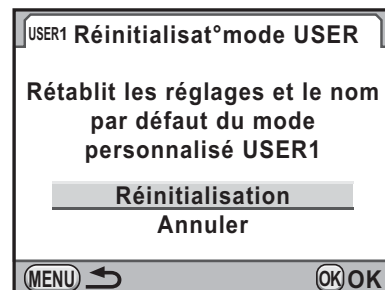 USER1 Réinitialisat°mode USER
Rétablit les réglages et le nom
par défaut du mode
personnalisé USER1
Réinitialisation
Annuler
MENU OK OK